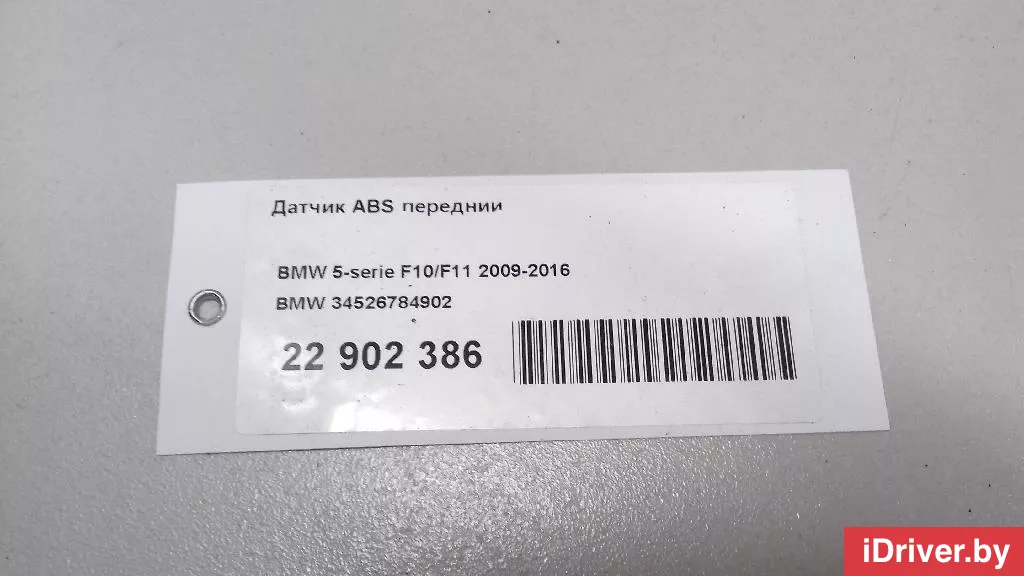 Датчик ABS переднии
BMW 5-serie F10/F11 2009-2016
BMW 34526784902
22 902 386
iDriver.by